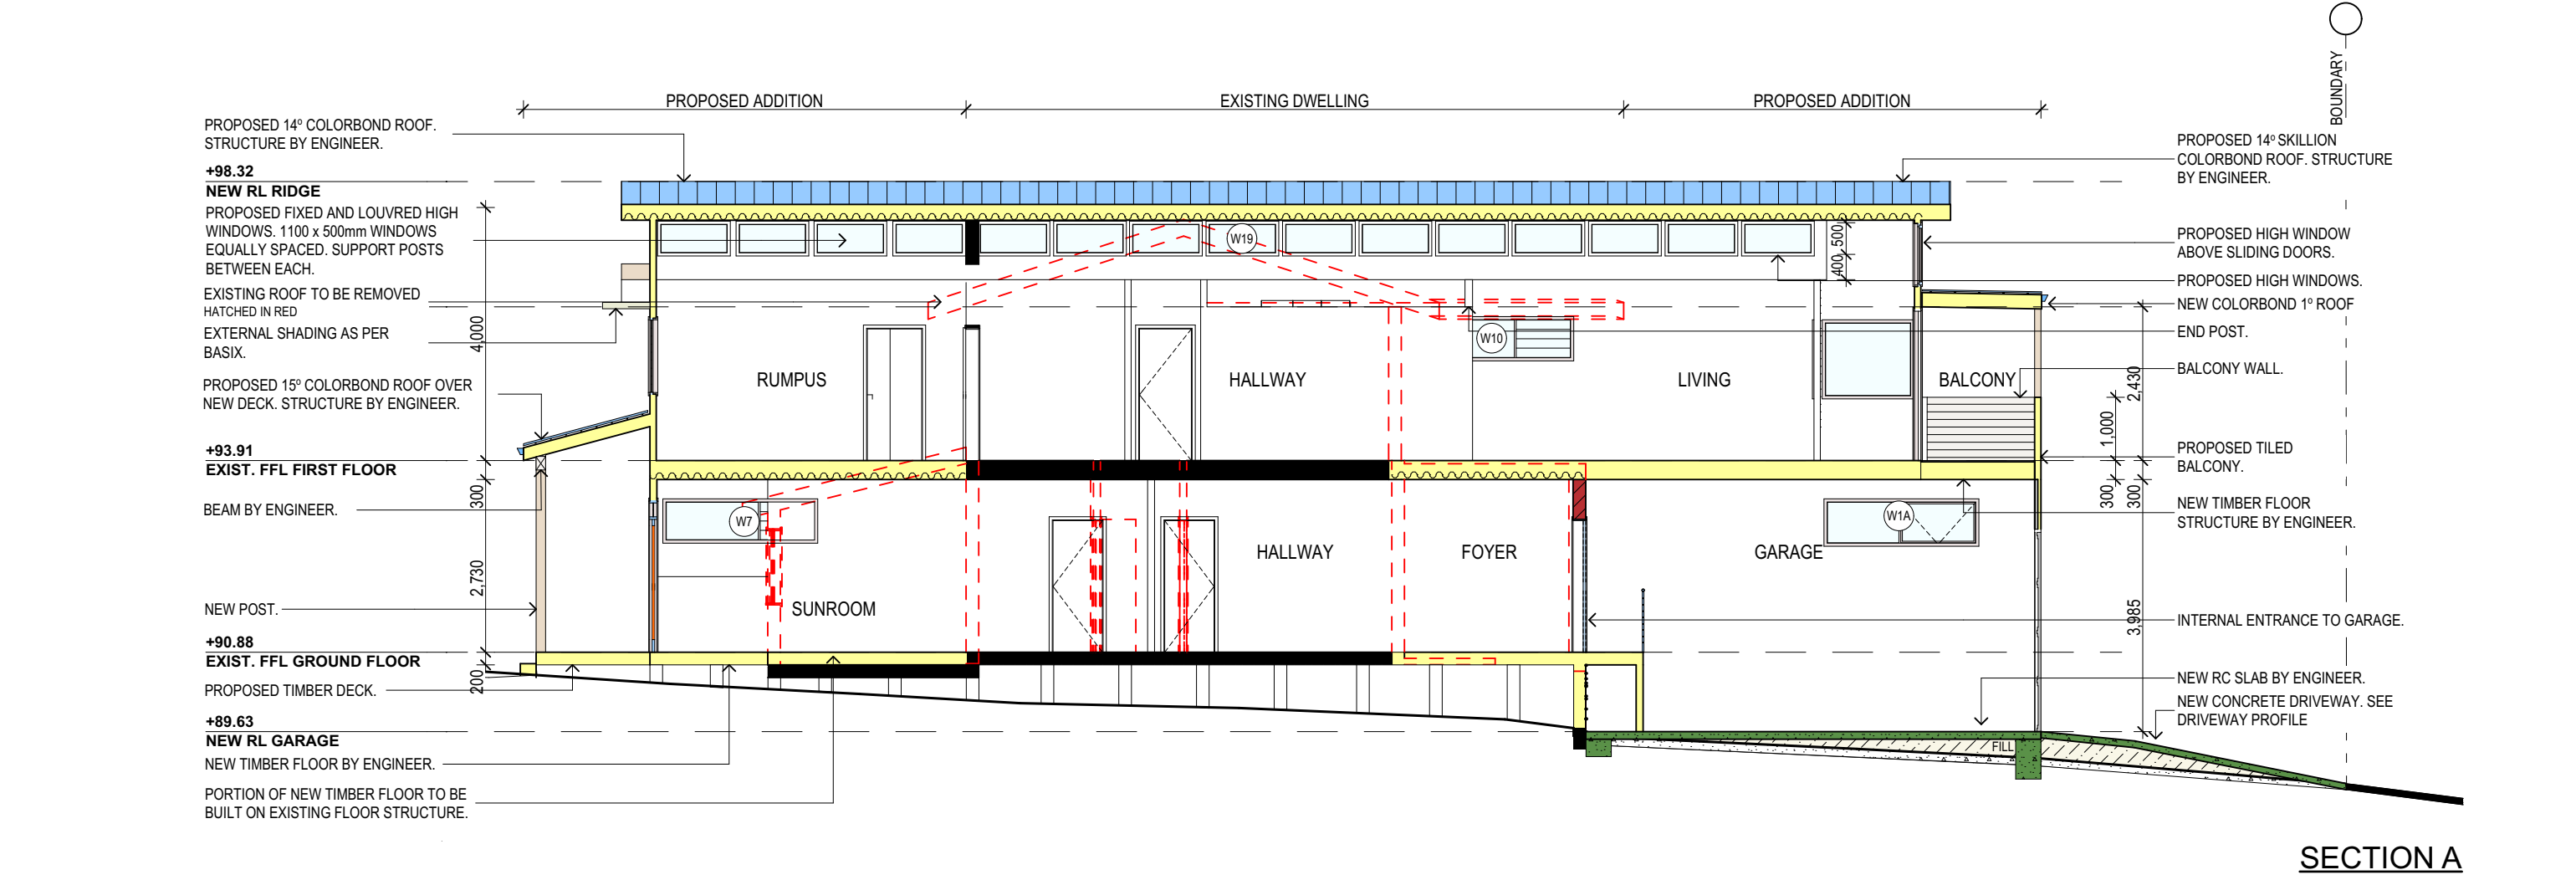 BOUNDARY
PROPOSED ADDITION
EXISTING DWELLING
PROPOSED ADDITION
PROPOSED 14º COLORBOND ROOF.
STRUCTURE BY ENGINEER.
+98.32
NEW RL RIDGE
PROPOSED FIXED AND LOUVRED HIGH
WINDOWS. 1100 x 500mm WINDOWS
EQUALLY SPACED. SUPPORT POSTS
BETWEEN EACH.
EXISTING ROOF TO BE REMOVED
HATCHED IN RED
EXTERNAL SHADING AS PER
BASIX.
PROPOSED 15º COLORBOND ROOF OVER
NEW DECK. STRUCTURE BY ENGINEER.
+93.91
EXIST. FFL FIRST FLOOR
BEAM BY ENGINEER.
NEW POST.
+90.88
EXIST. FFL GROUND FLOOR
PROPOSED TIMBER DECK.
+89.63
NEW RL GARAGE
NEW TIMBER FLOOR BY ENGINEER.
PORTION OF NEW TIMBER FLOOR TO BE
BUILT ON EXISTING FLOOR STRUCTURE.
4,000
300
2,730
200
W19
500
400
W10
RUMPUS
HALLWAY
LIVING
BALCONY
W7
W1A
HALLWAY
FOYER
GARAGE
SUNROOM
FILL
2,430
1,000
300
300
3,985
PROPOSED 14º SKILLION
COLORBOND ROOF. STRUCTURE
BY ENGINEER.
PROPOSED HIGH WINDOW
ABOVE SLIDING DOORS.
PROPOSED HIGH WINDOWS.
NEW COLORBOND 1º ROOF
END POST.
BALCONY WALL.
PROPOSED TILED
BALCONY.
NEW TIMBER FLOOR
STRUCTURE BY ENGINEER.
INTERNAL ENTRANCE TO GARAGE.
NEW RC SLAB BY ENGINEER.
NEW CONCRETE DRIVEWAY. SEE
DRIVEWAY PROFILE
SECTION A